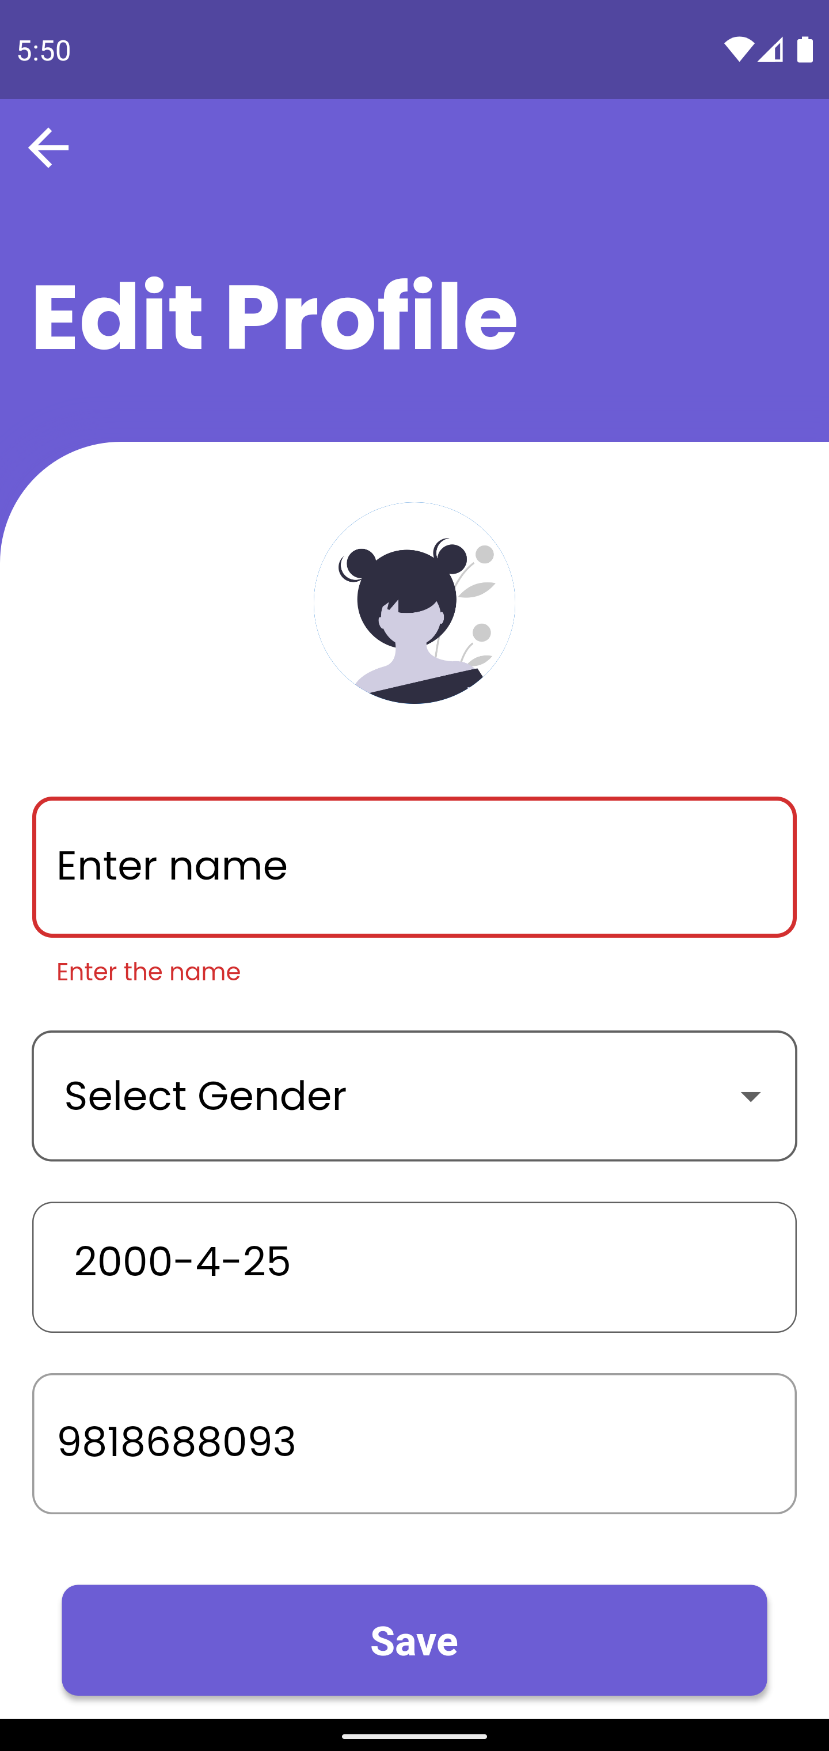 5:50
Edit Profile
Enter name
Enter the name
Select Gender
2000-4-25
9818688093
Save